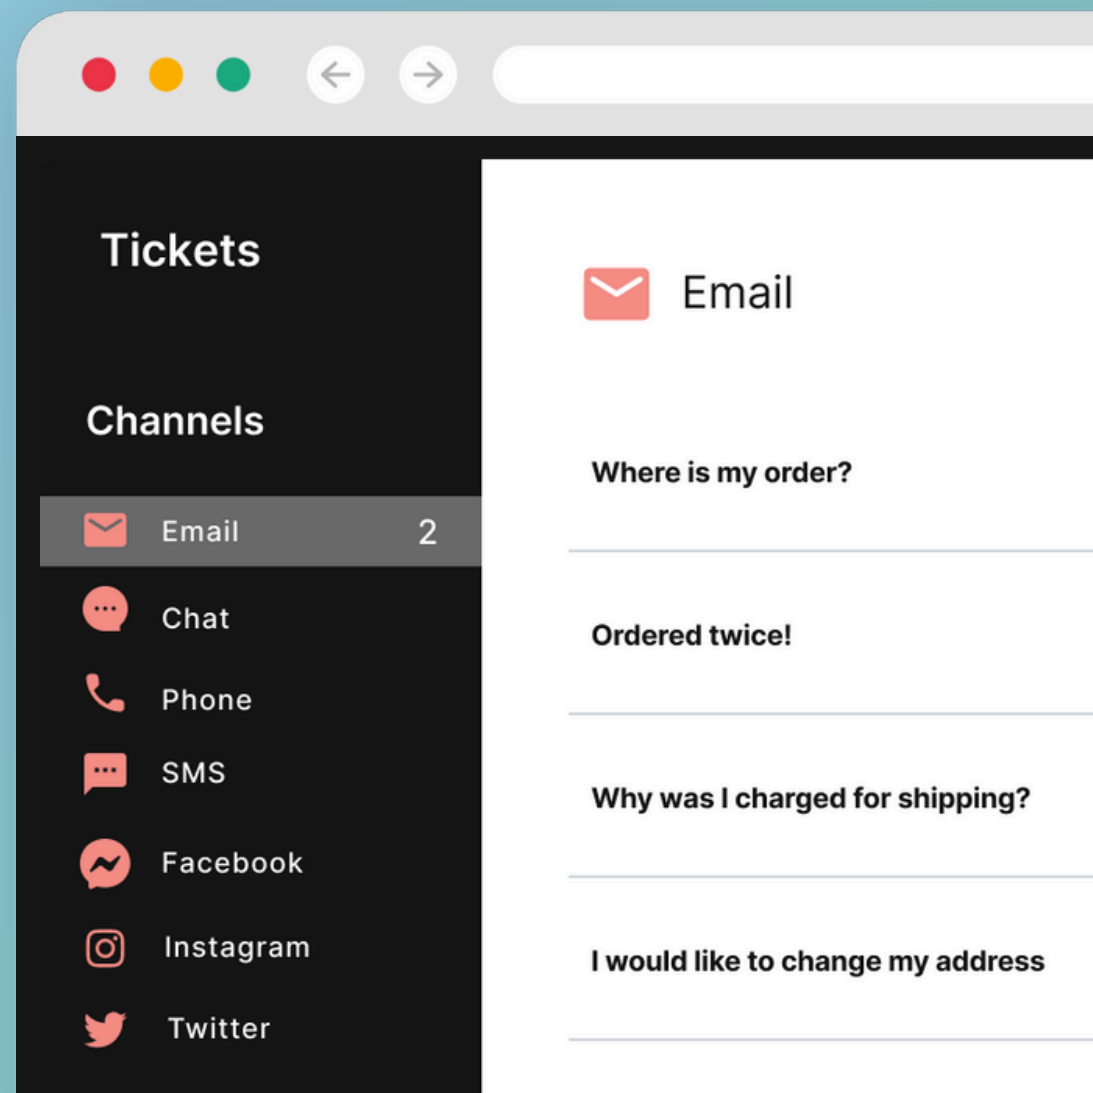 Tickets
Channels
Email 2
Chat
Phone
SMS
Facebook
Instagram
Twitter
Email
Where is my order?
Ordered twice!
Why was I charged for shipping?
I would like to change my address